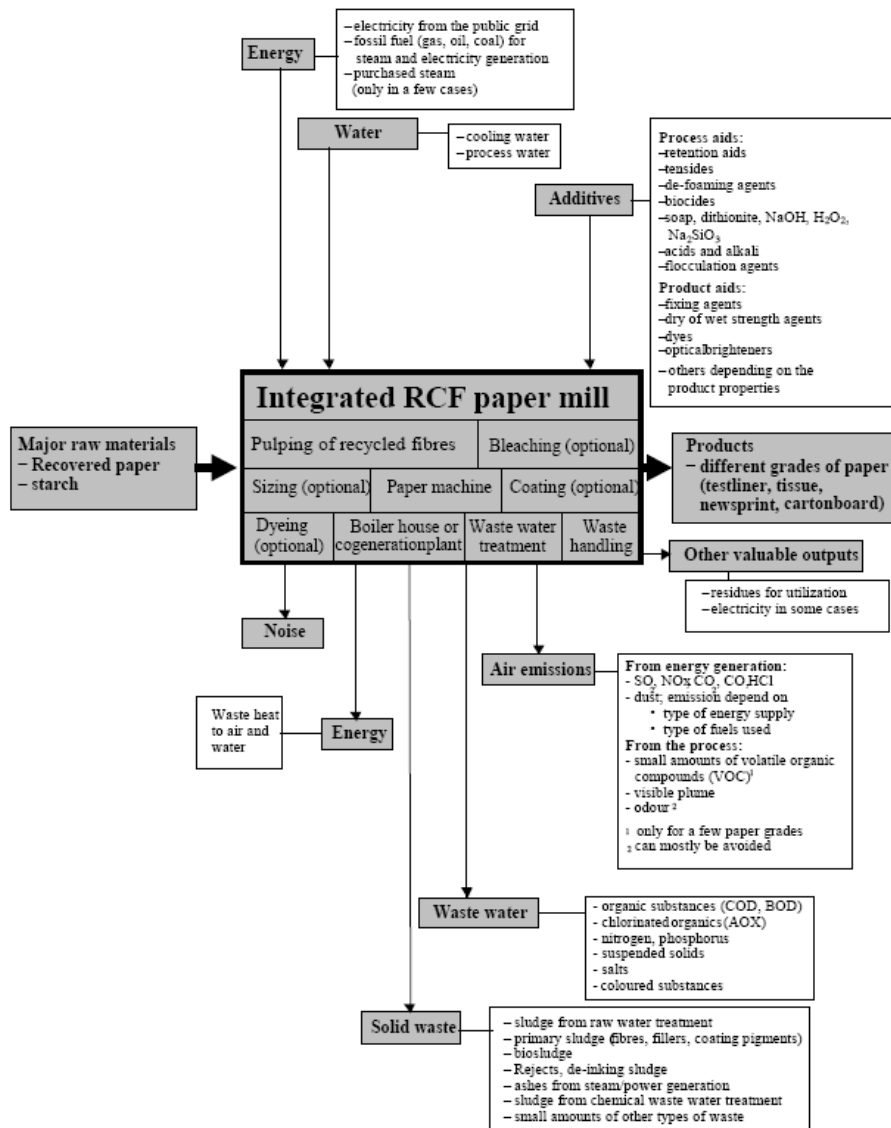 Energy
– electricity from the public grid
– fossil fuel (gas, oil, coal) for
steam and electricity generation
– purchased steam
(only in a few cases)
Water
– cooling water
– process water
Additives
Process aids:
– retention aids
– tensides
– de-foaming agents
– biocides
– soap, dithionite, NaOH, H₂O₂,
Na₂SiO₃
– acids and alkali
– flocculation agents
Product aids:
– fixing agents
– dry of wet strength agents
– dyes
– opticalbrighteners
– others depending on the
product properties
Major raw materials
– Recovered paper
– starch
Integrated RCF paper mill
Pulping of recycled fibres
Bleaching (optional)
Sizing (optional)
Paper machine
Coating (optional)
Dyeing
(optional)
Boiler house or
cogenerationplant
Waste water
treatment
Waste
handling
Products
– different grades of paper
(testliner, tissue,
newsprint, cartonboard)
Other valuable outputs
– residues for utilization
– electricity in some cases
Noise
Energy
Waste heat
to air and
water
Air emissions
From energy generation:
- SO₂, NOx, CO₂, CO, HCl
- dust; emission depend on
* type of energy supply
* type of fuels used
From the process:
- small amounts of volatile organic
compounds (VOC)¹
- visible plume
- odour ²
¹ only for a few paper grades
₂ can mostly be avoided
Waste water
- organic substances (COD, BOD)
- chlorinated organics (AOX)
- nitrogen, phosphorus
- suspended solids
- salts
- coloured substances
Solid waste
– sludge from raw water treatment
– primary sludge (fibres, fillers, coating pigments)
– biosludge
– Rejects, de-inking sludge
– ashes from steam/power generation
– sludge from chemical waste water treatment
– small amounts of other types of waste